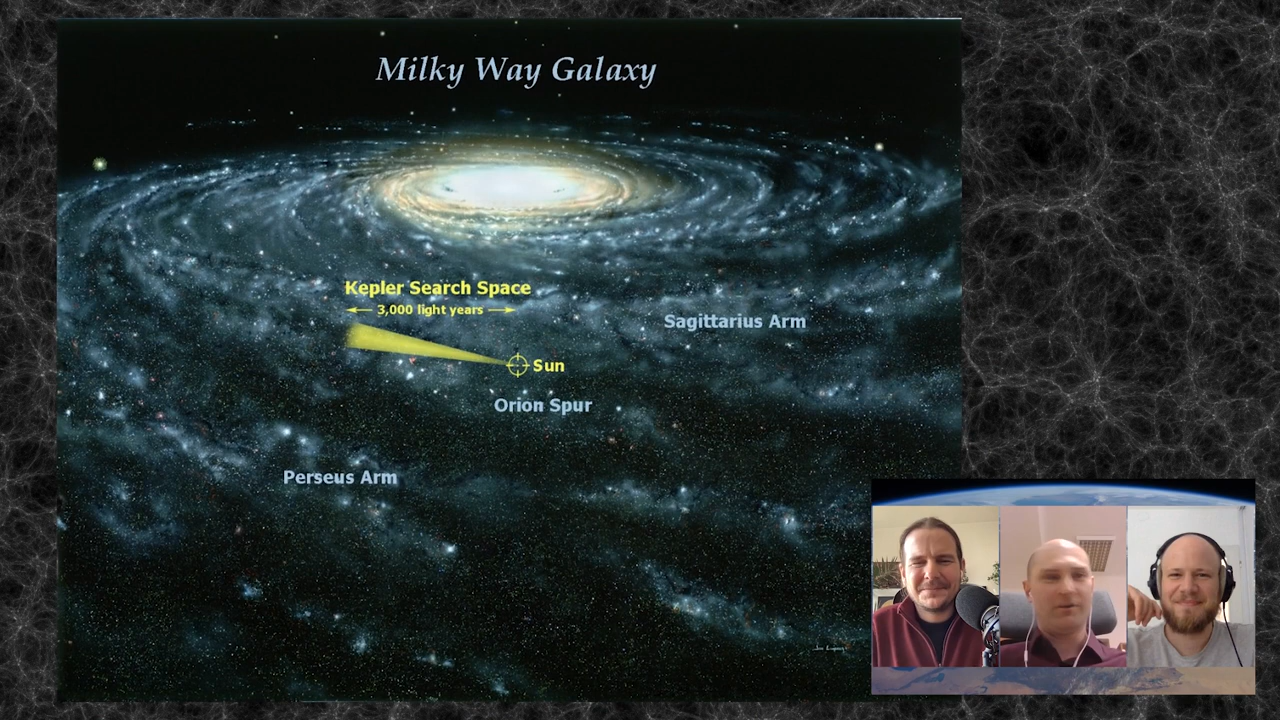 Milky Way Galaxy
Kepler Search Space
3,000 light years
Sagittarius Arm
Sun
Orion Spur
Perseus Arm